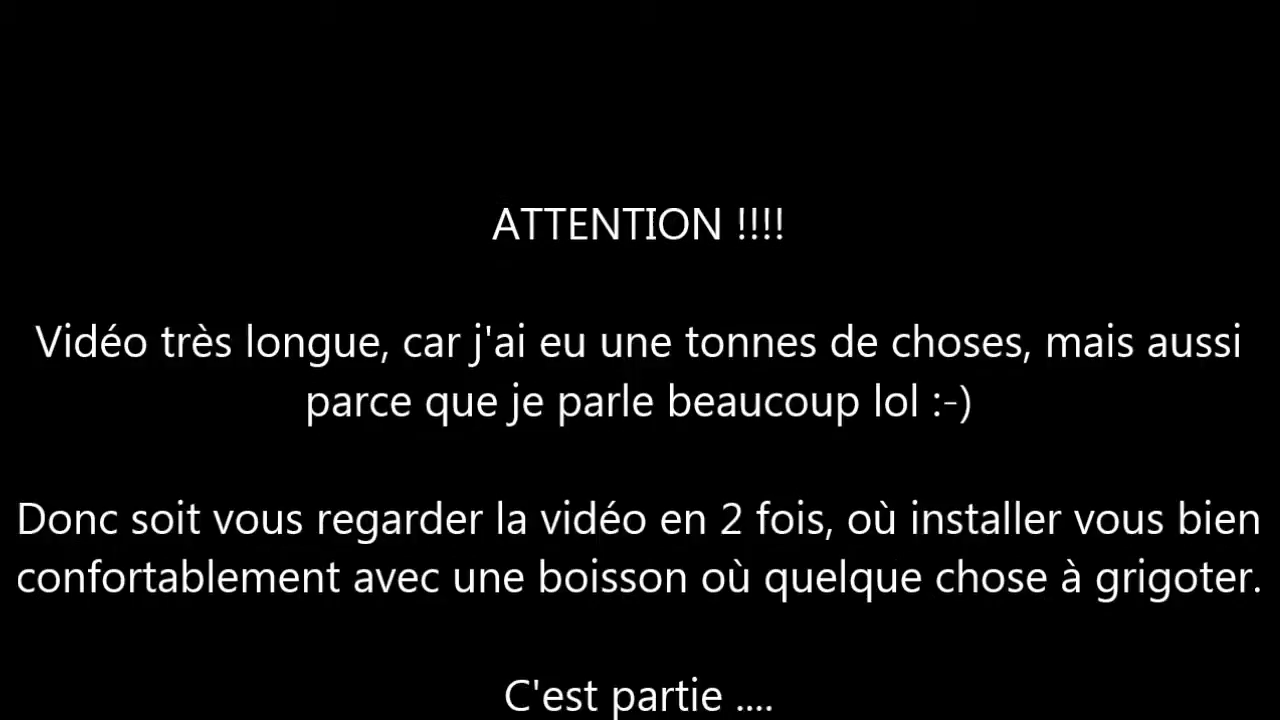 ATTENTION !!!!
Vidéo très longue, car j'ai eu une tonnes de choses, mais aussi
parce que je parle beaucoup lol :-)
Donc soit vous regarder la vidéo en 2 fois, où installer vous bien
confortablement avec une boisson où quelque chose à grigoter.
C'est partie ....